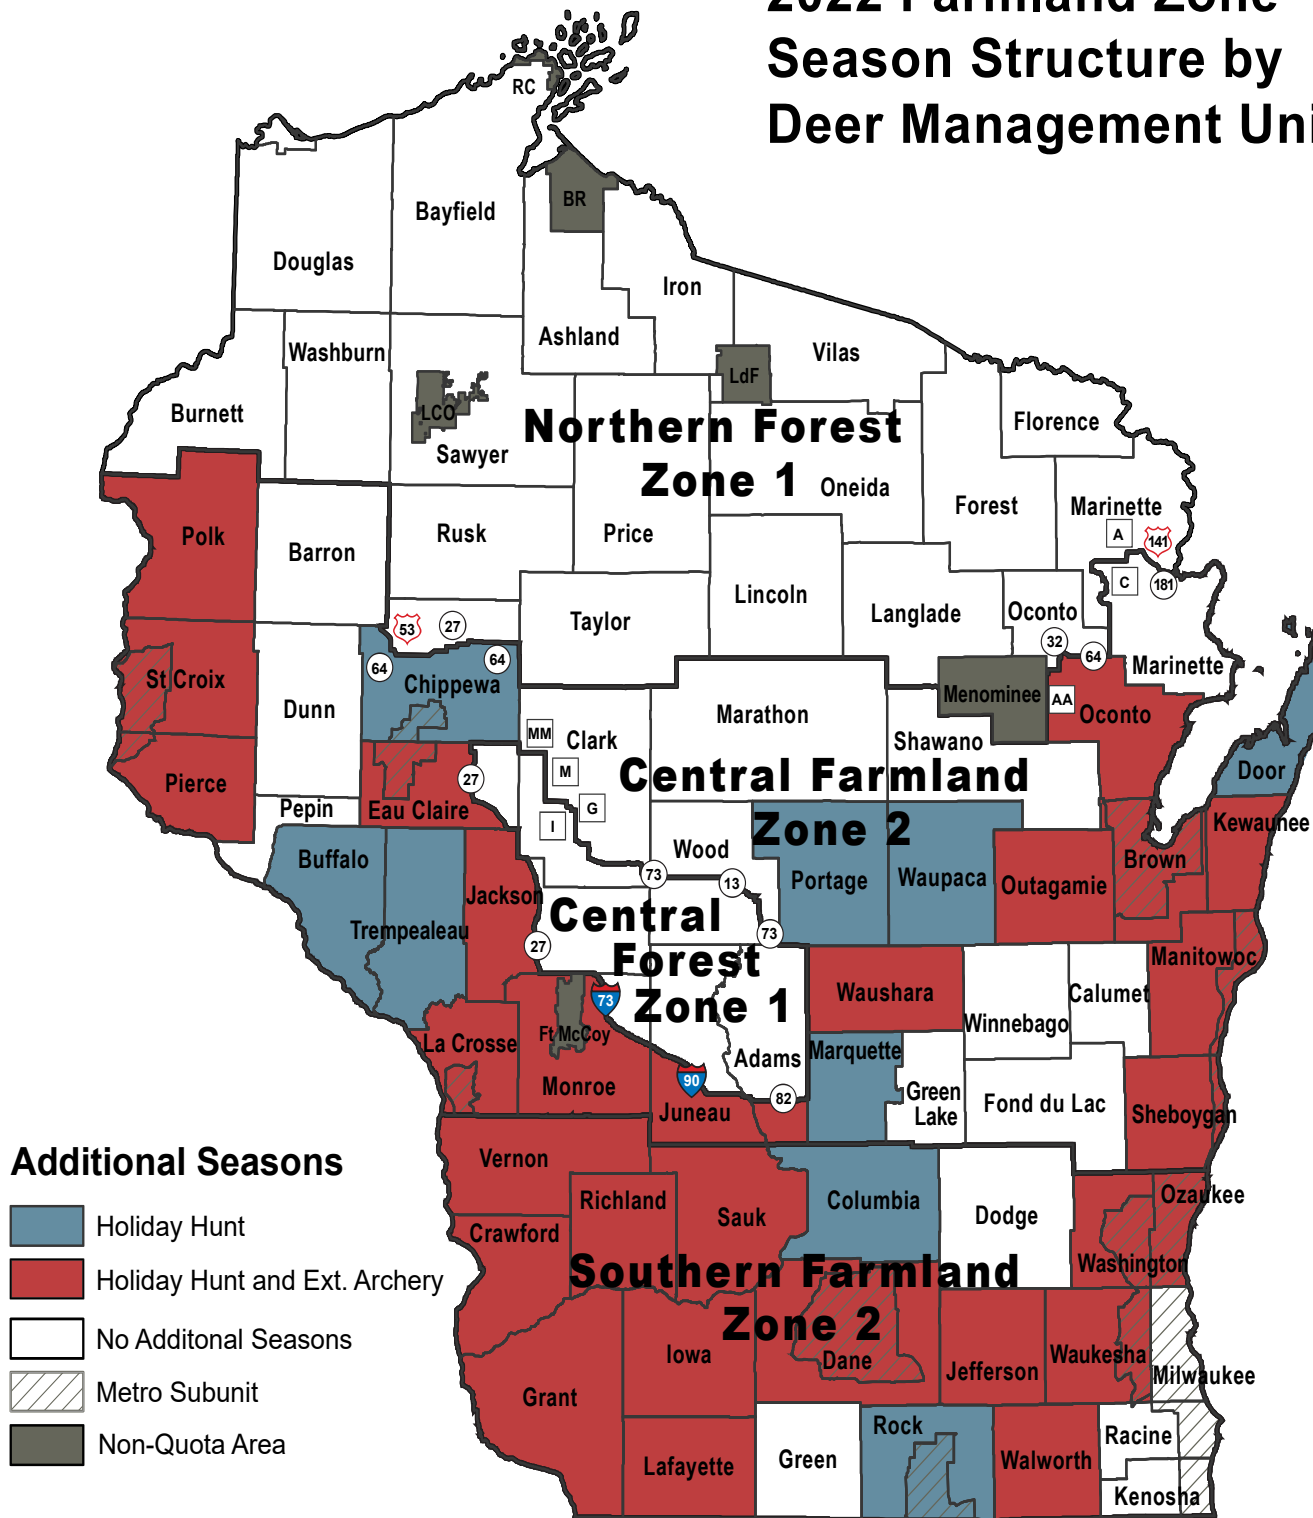 2022 Farmland Zone
Season Structure by
Deer Management Uni
RC
BR
Bayfield
Douglas
Iron
Ashland
Washburn
Vilas
LdF
LCO
Burnett
Florence
Northern Forest
Zone 1
Sawyer
Oneida
Forest
Marinette
Polk
Rusk
Price
A
141
Barron
C
181
Lincoln
Langlade
Oconto
Taylor
53
27
32
64
64
64
Marinette
St Croix
Chippewa
Menominee
AA
Oconto
Dunn
Marathon
MM
Clark
Shawano
M
Central Farmland
Zone 2
Door
Pierce
27
Pepin
Eau Claire
G
I
Kewaunee
Wood
Buffalo
Brown
73
13
Portage
Waupaca
Outagamie
Jackson
Central
Forest
Zone 1
Trempealeau
27
73
Manitowoc
Waushara
Calumet
73
Winnebago
Ft McCoy
La Crosse
Adams
Marquette
Monroe
90
82
Green
Lake
Fond du Lac
Juneau
Sheboygan
Additional Seasons
Vernon
Richland
Columbia
Ozaukee
Sauk
Dodge
Holiday Hunt
Crawford
Washington
Southern Farmland
Zone 2
Holiday Hunt and Ext. Archery
No Additonal Seasons
Iowa
Dane
Jefferson
Waukesha
Milwaukee
Metro Subunit
Grant
Non-Quota Area
Rock
Racine
Lafayette
Green
Walworth
Kenosha